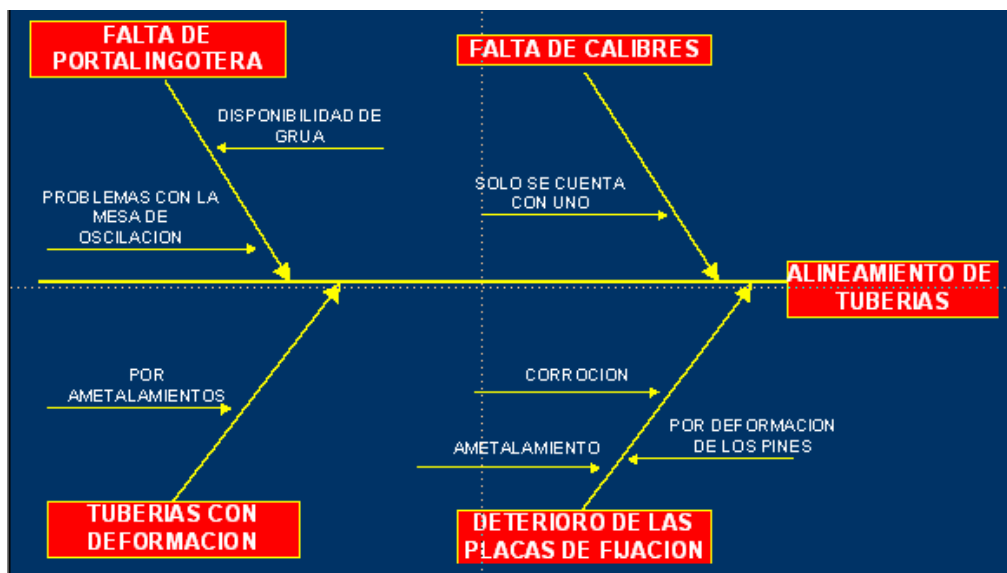 FALTA DE
PORTALINGOTERA
FALTA DE CALIBRES
DISPONIBILIDAD DE
GRUA
PROBLEMAS CON LA
MESA DE
OSCILACION
SOLO SE CUENTA
CON UNO
ALINEAMIENTO DE
TUBERIAS
POR
AMETALAMIENTOS
CORROCION
AMETALAMIENTO
POR DEFORMACION
DE LOS PINES
TUBERIAS CON
DEFORMACION
DETERIORO DE LAS
PLACAS DE FIJACION